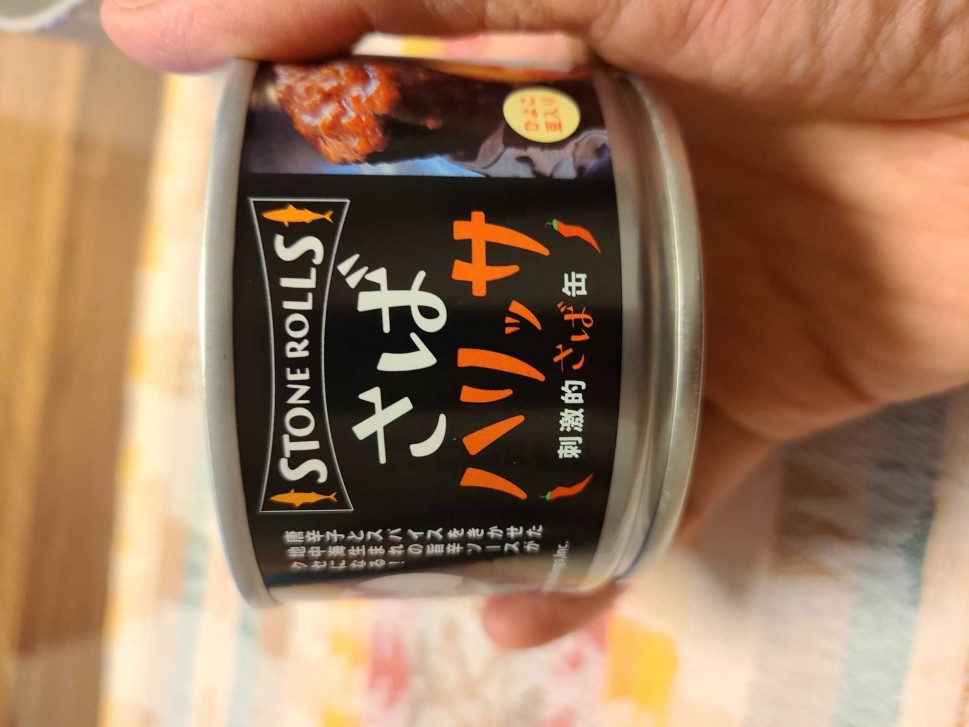 STONE ROLLS
さば
ハリッサ
刺激的さば缶
ひよこ
豆入り
唐辛子とスパイスをきかせた
地中海生まれの旨辛ソースが
クセになる!
Inc.